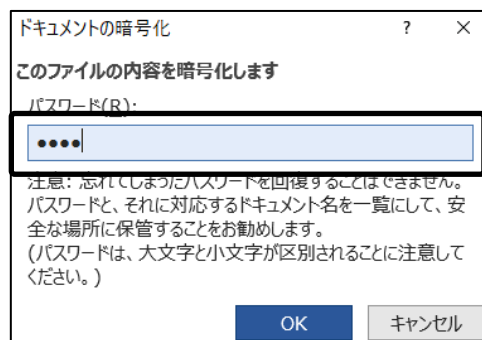 ドキュメントの暗号化 ? ×
このファイルの内容を暗号化します
パスワード(R):
●●●●
注意: 忘れてしまったパスワードを回復することはできません。
パスワードと、それに対応するドキュメント名を一覧にして、安
全な場所に保管することをお勧めします。
(パスワードは、大文字と小文字が区別されることに注意して
ください。)
OK キャンセル